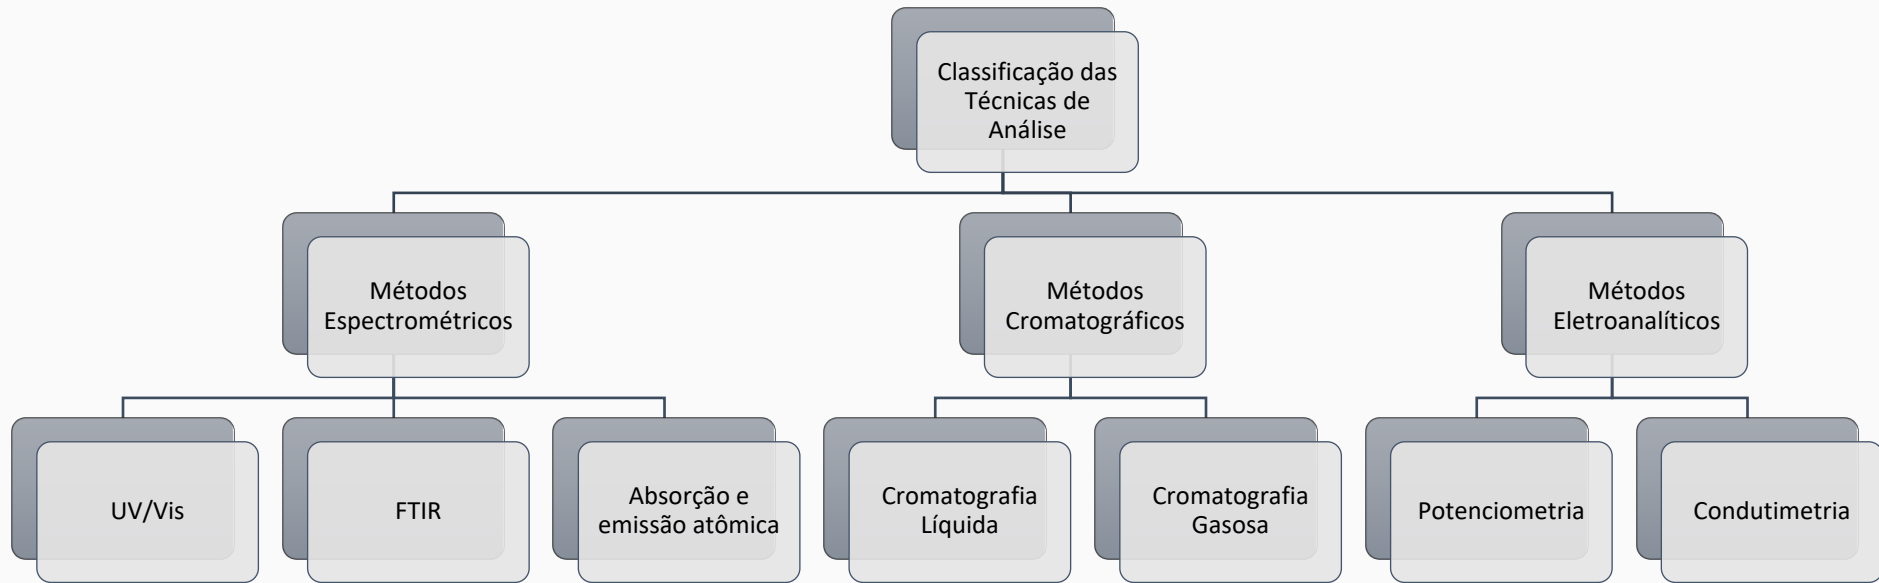 Classificação das
Técnicas de
Análise
Métodos
Espectrométricos
Métodos
Cromatográficos
Métodos
Eletroanalíticos
UV/Vis
FTIR
Absorção e
emissão atômica
Cromatografia
Líquida
Cromatografia
Gasosa
Potenciometria
Condutimetria